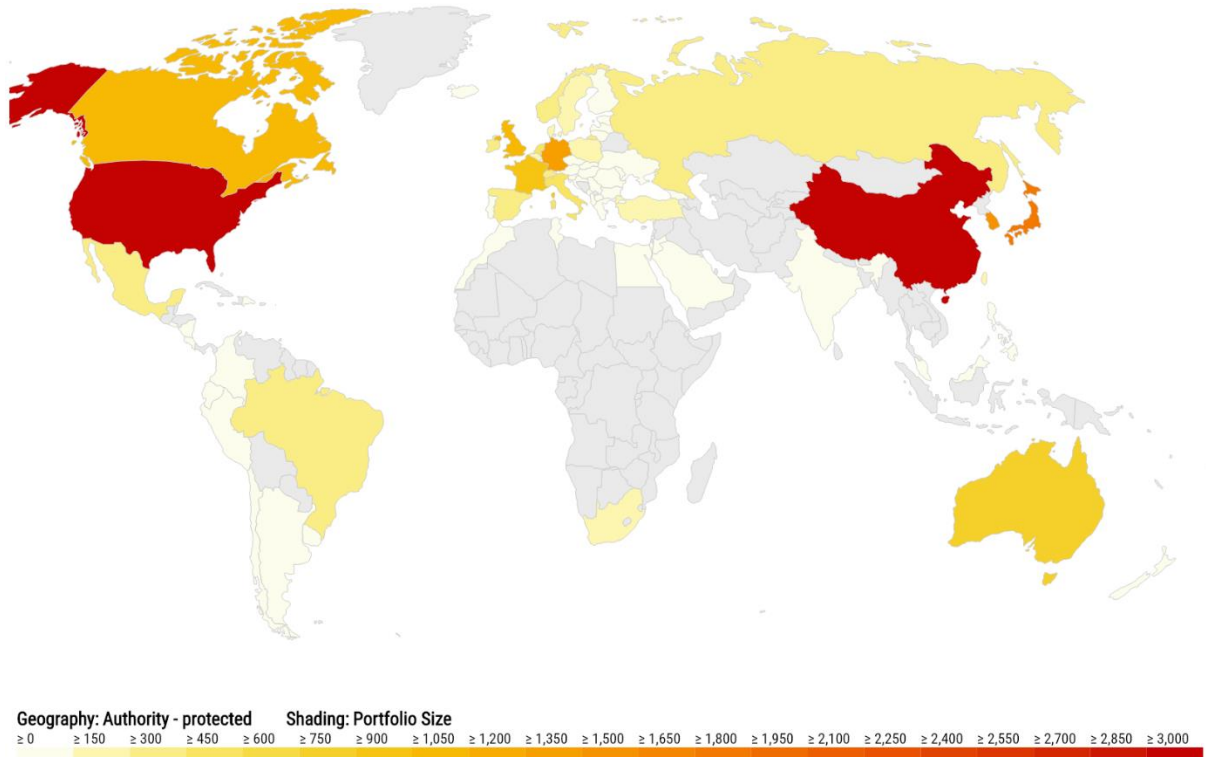 Geography: Authority - protected Shading: Portfolio Size
≥ 0 ≥ 150 ≥ 300 ≥ 450 ≥ 600 ≥ 750 ≥ 900 ≥ 1,050 ≥ 1,200 ≥ 1,350 ≥ 1,500 ≥ 1,650 ≥ 1,800 ≥ 1,950 ≥ 2,100 ≥ 2,250 ≥ 2,400 ≥ 2,550 ≥ 2,700 ≥ 2,850 ≥ 3,000